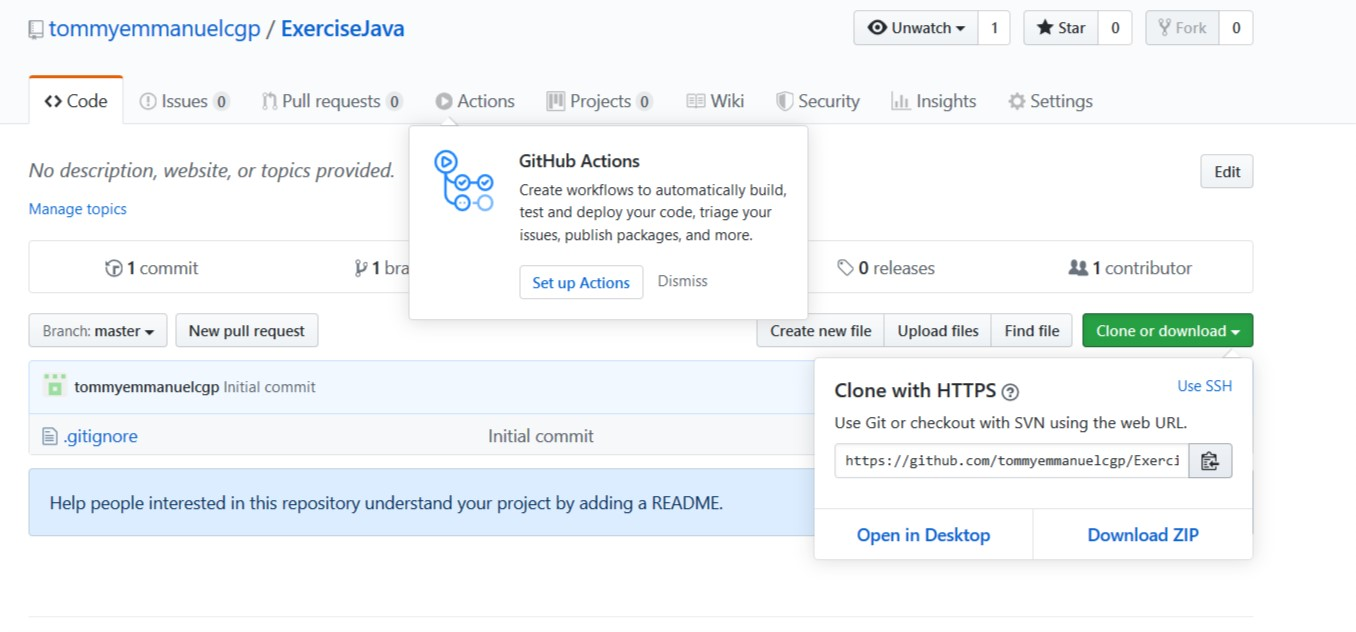 tommyemmanuelcgp / ExerciseJava
Unwatch 1 Star 0 Fork 0
Code Issues 0 Pull requests 0 Actions Projects 0 Wiki Security Insights Settings
No description, website, or topics provided.
Edit
Manage topics
GitHub Actions
Create workflows to automatically build,
test and deploy your code, triage your
issues, publish packages, and more.
Set up Actions Dismiss
1 commit 1 bra 0 releases 1 contributor
Branch: master New pull request Create new file Upload files Find file Clone or download
tommyemmanuelcgp Initial commit
.gitignore Initial commit
Help people interested in this repository understand your project by adding a README.
Clone with HTTPS ? Use SSH
Use Git or checkout with SVN using the web URL.
https://github.com/tommyemmanuelcgp/Exerci
Open in Desktop Download ZIP